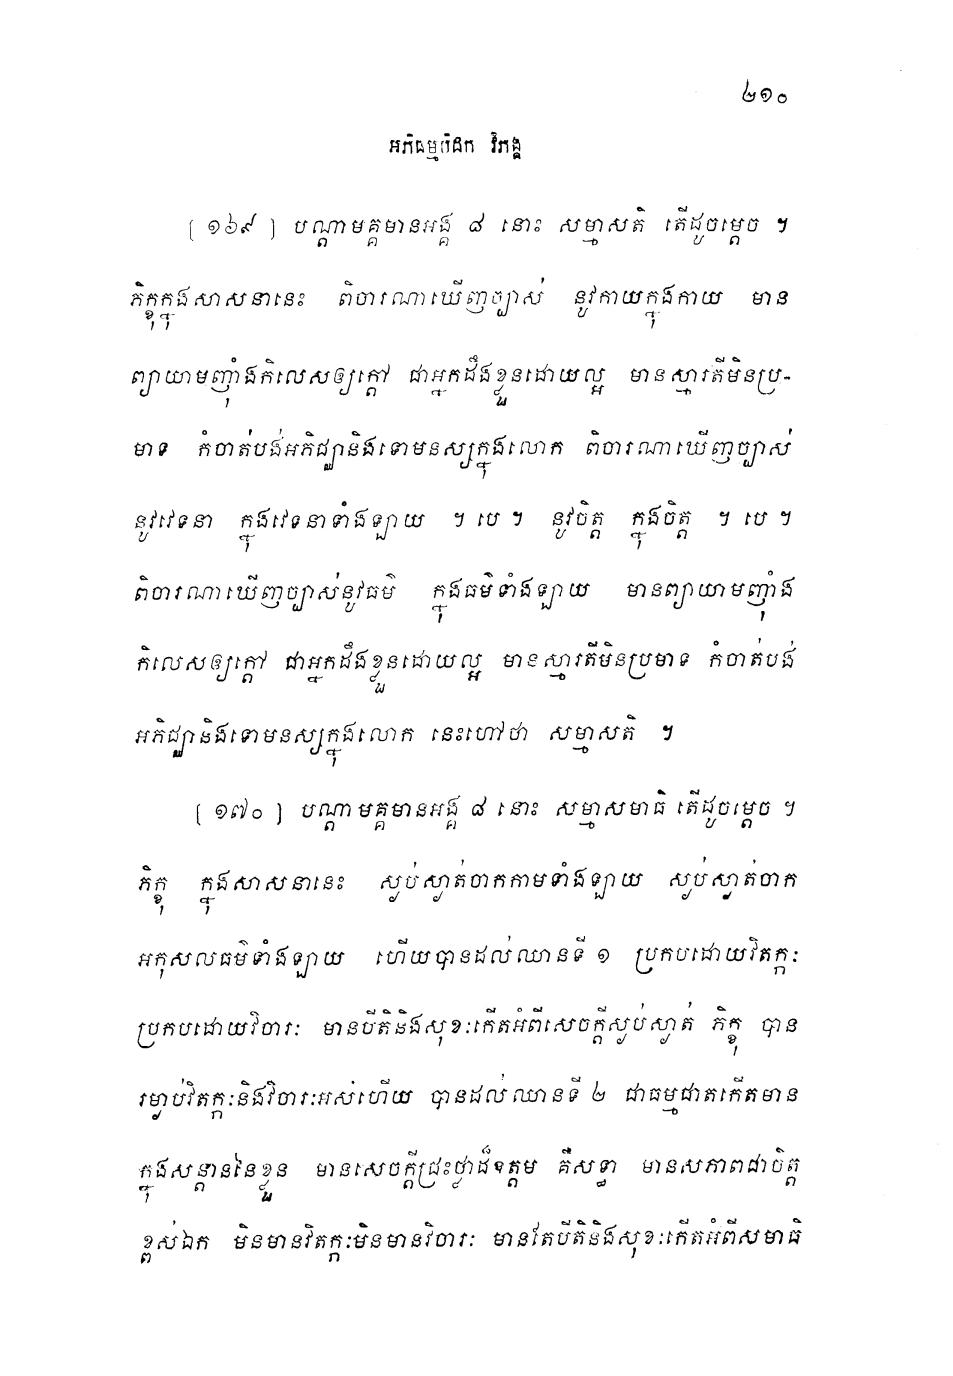 ២១០
អភិធម្មបិដក វិភង្គ
[ ១៦៩ ] បណ្តាមគ្គមានអង្គ ៨ នោះ សម្មាសតិ តើដូចម្តេច ។
ភិក្ខុក្នុងសាសនានេះ ពិចារណាឃើញច្បាស់ នូវកាយក្នុងកាយ មាន
ព្យាយាមញ៉ាំងកិលេសឲ្យក្តៅ ជាអ្នកដឹងខ្លួនដោយល្អ មានស្មារតីមិនប្រ-
មាទ កំចាត់បង់អភិជ្ឈានិងទោមនស្សក្នុងលោក ពិចារណាឃើញច្បាស់
នូវវេទនា ក្នុងវេទនាទាំងឡាយ ។ បេ ។ នូវចិត្ត ក្នុងចិត្ត ។ បេ ។
ពិចារណាឃើញច្បាស់នូវធម៌ ក្នុងធម៌ទាំងឡាយ មានព្យាយាមញ៉ាំង
កិលេសឲ្យក្តៅ ជាអ្នកដឹងខ្លួនដោយល្អ មានស្មារតីមិនប្រមាទ កំចាត់បង់
អភិជ្ឈានិងទោមនស្សក្នុងលោក នេះហៅថា សម្មាសតិ ។
[ ១៧០ ] បណ្តាមគ្គមានអង្គ ៨ នោះ សម្មាសមាធិ តើដូចម្តេច ។
ភិក្ខុ ក្នុងសាសនានេះ ស្ងប់ស្ងាត់ចាកកាមទាំងឡាយ ស្ងប់ស្ងាត់ចាក
អកុសលធម៌ទាំងឡាយ ហើយបានដល់ឈានទី ១ ប្រកបដោយវិតក្កៈ
ប្រកបដោយវិចារៈ មានបីតិនិងសុខៈកើតអំពីសេចក្តីស្ងប់ស្ងាត់ ភិក្ខុ បាន
រម្ងាប់វិតក្កៈនិងវិចារៈអស់ហើយ បានដល់ឈានទី ២ ជាធម្មជាតកើតមាន
ក្នុងសន្តាននៃខ្លួន មានសេចក្តីជ្រះថ្លាដ៏ឧត្តម គឺសទ្ធា មានសភាពជាចិត្ត
ខ្ពស់ឯក មិនមានវិតក្កៈមិនមានវិចារៈ មានតែបីតិនិងសុខៈកើតអំពីសមាធិ